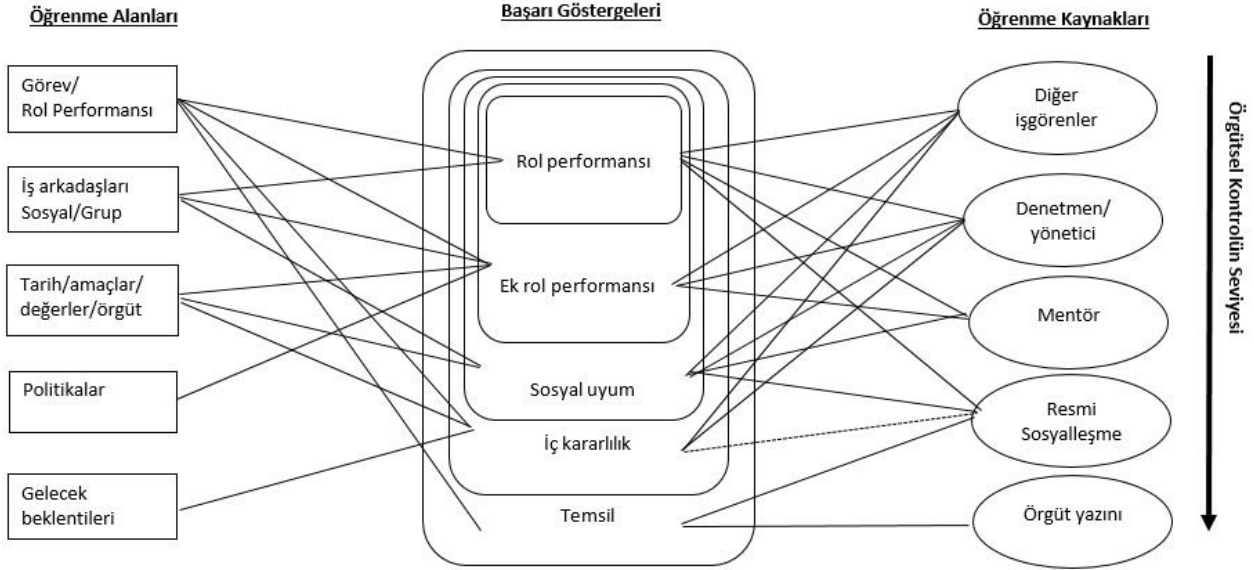 Öğrenme Alanları
Başarı Göstergeleri
Öğrenme Kaynakları
Görev/
Rol Performansı
İş arkadaşları
Sosyal/Grup
Tarih/amaçlar/
değerler/örgüt
Politikalar
Gelecek
beklentileri
Rol performansı
Ek rol performansı
Sosyal uyum
İç kararlılık
Temsil
Diğer
işgörenler
Denetmen/
yönetici
Mentör
Resmi
Sosyalleşme
Örgüt yazını
Örgütsel Kontrolün Seviyesi